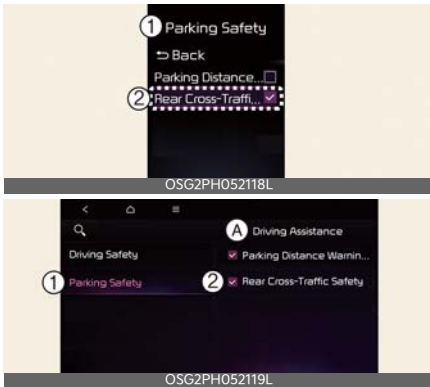 ① Parking Safety
Back
Parking Distance...
② Rear Cross-Traffi...
OSG2PH052118L
A Driving Assistance
Driving Safety
Parking Distance Warnin...
① Parking Safety
② Rear Cross-Traffic Safety
OSG2PH052119L